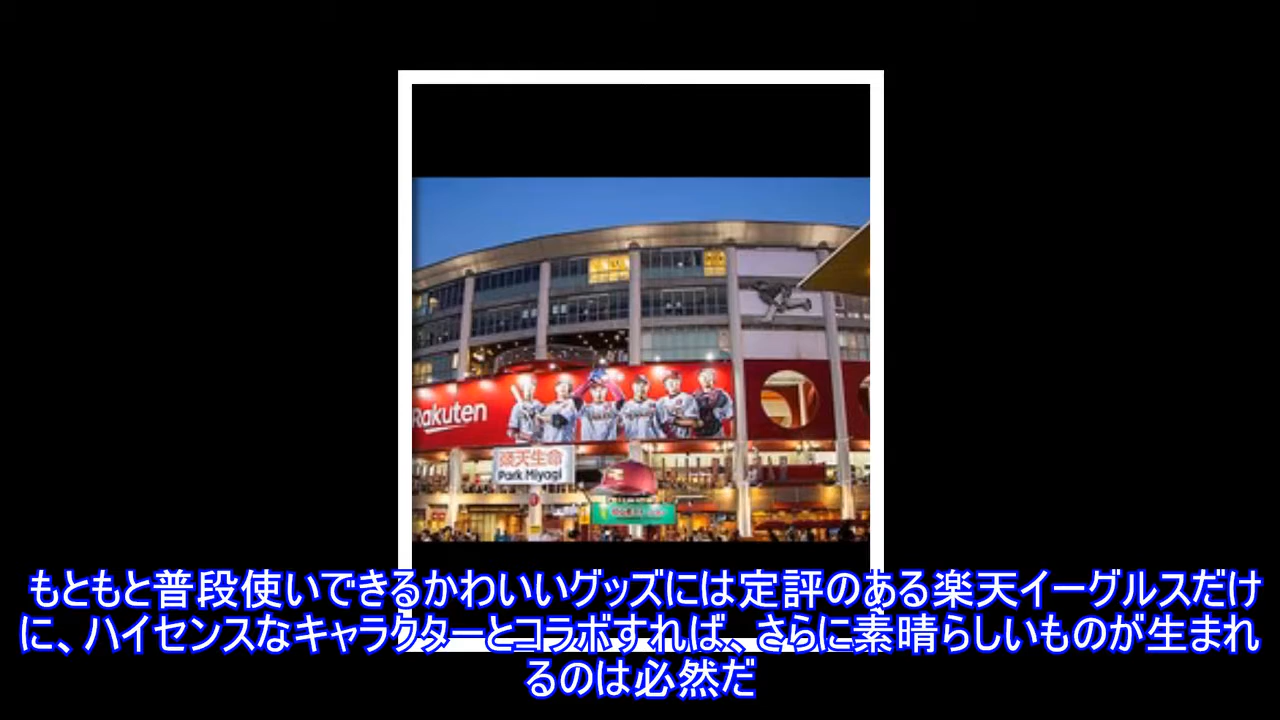 Rakuten
楽天生命
Park Miyagi
もともと普段使いできるかわいいグッズには定評のある楽天イーグルスだけ
に、ハイセンスなキャラクターとコラボすれば、さらに素晴らしいものが生まれ
るのは必然だ